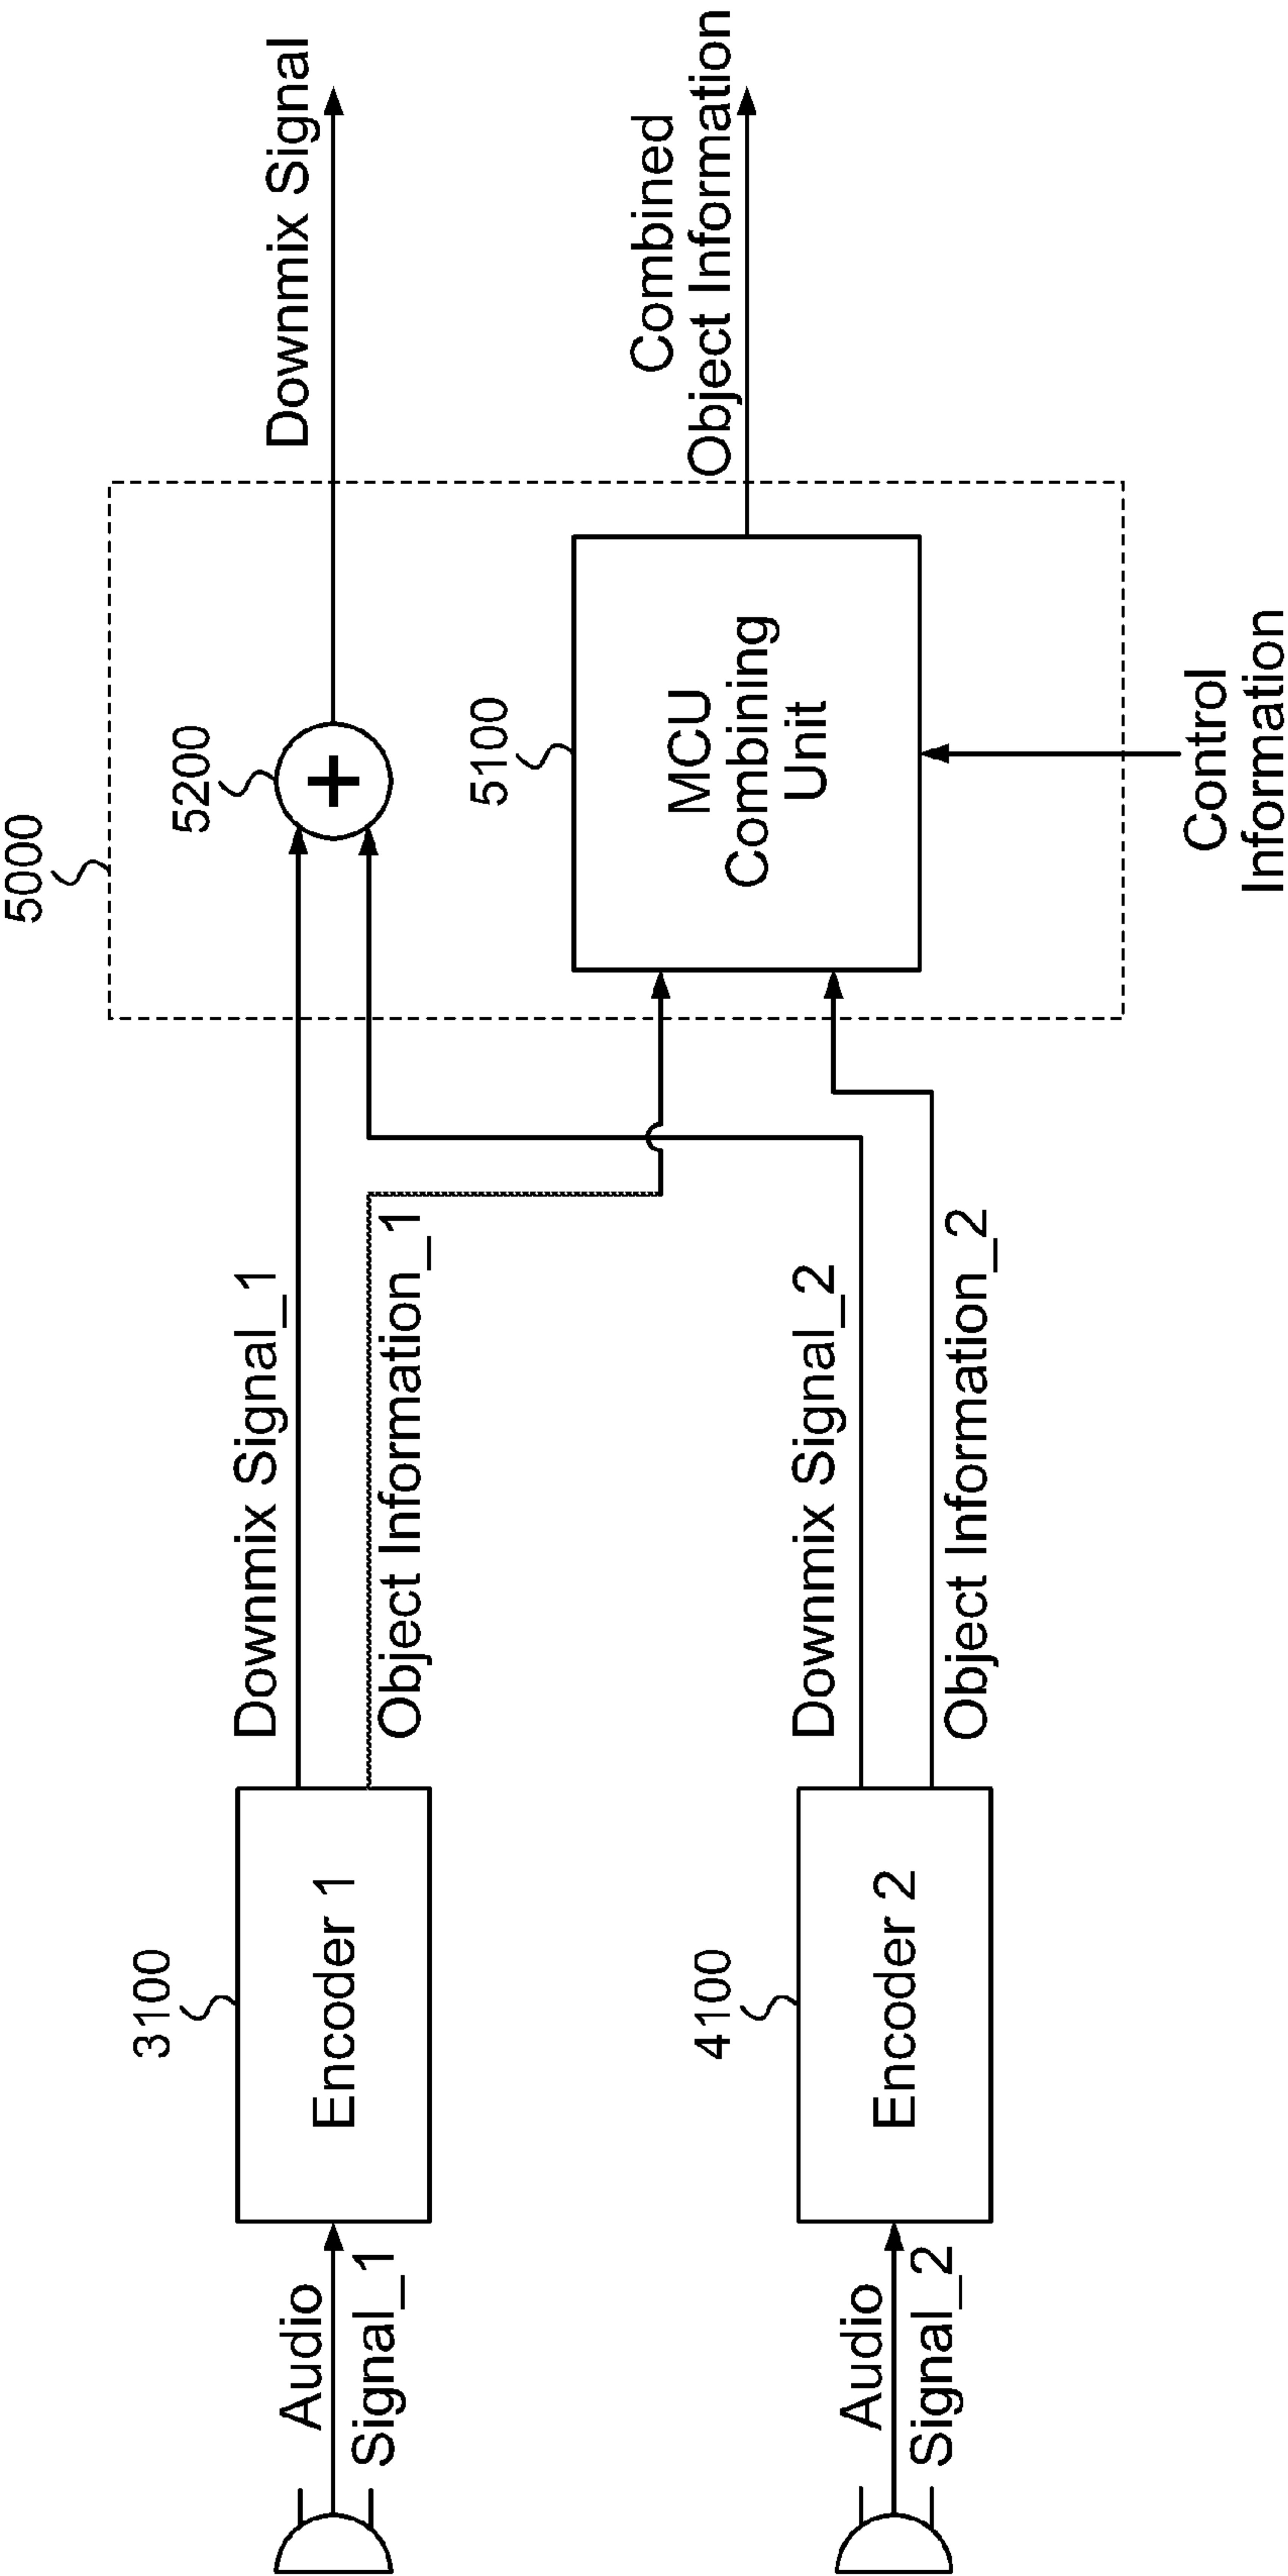 5000
5200
Downmix Signal
3100
Audio
Signal_1
Encoder 1
Downmix Signal_1
Object Information_1
5100
MCU
Combining
Unit
Combined
Object Information
4100
Audio
Signal_2
Encoder 2
Downmix Signal_2
Object Information_2
Control
Information